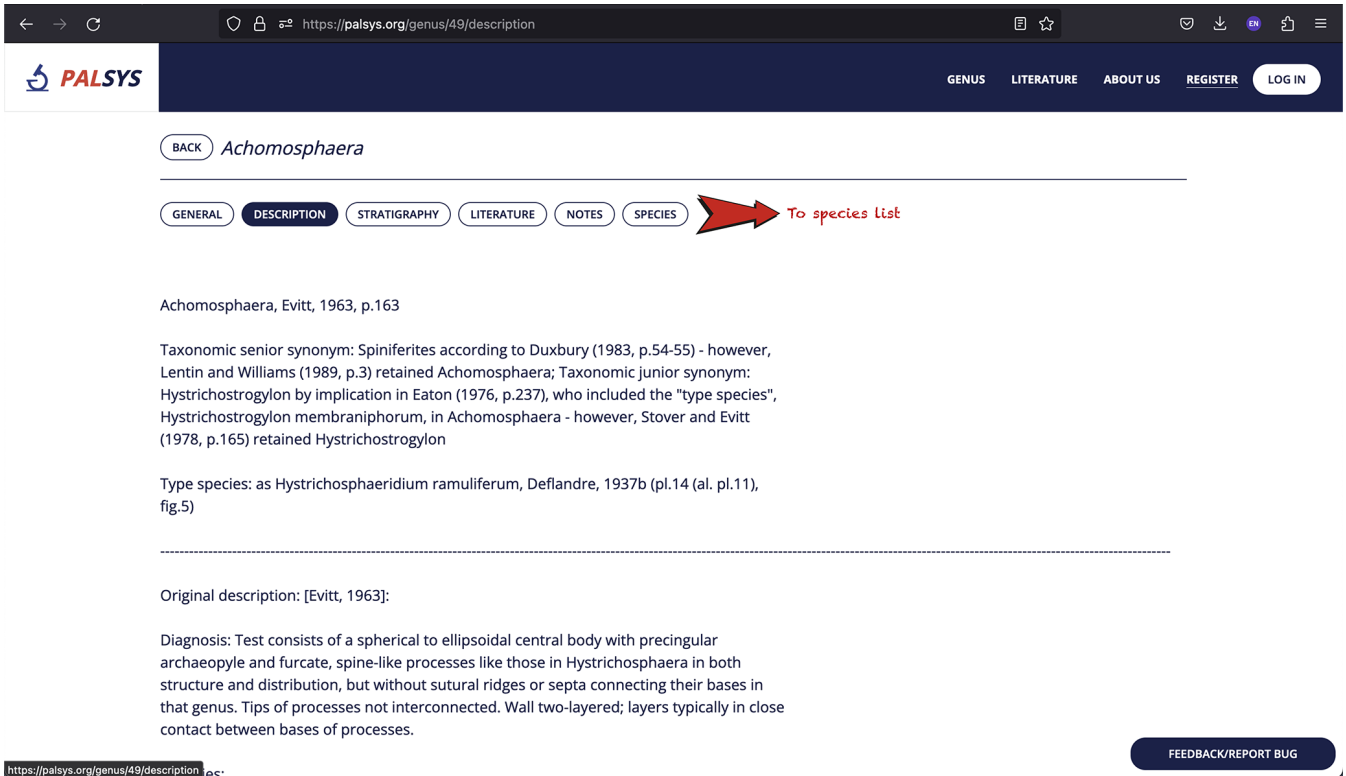 https://palsys.org/genus/49/description
EN
PALSYS
GENUS LITERATURE ABOUT US REGISTER LOG IN
BACK Achomosphaera
GENERAL DESCRIPTION STRATIGRAPHY LITERATURE NOTES SPECIES To species list
Achomosphaera, Evitt, 1963, p.163
Taxonomic senior synonym: Spiniferites according to Duxbury (1983, p.54-55) - however,
Lentin and Williams (1989, p.3) retained Achomosphaera; Taxonomic junior synonym:
Hystrichostrogylon by implication in Eaton (1976, p.237), who included the "type species",
Hystrichostrogylon membraniphorum, in Achomosphaera - however, Stover and Evitt
(1978, p.165) retained Hystrichostrogylon
Type species: as Hystrichosphaeridium ramuliferum, Deflandre, 1937b (pl.14 (al. pl.11),
fig.5)
Original description: [Evitt, 1963]:
Diagnosis: Test consists of a spherical to ellipsoidal central body with precingular
archaeopyle and furcate, spine-like processes like those in Hystrichosphaera in both
structure and distribution, but without sutural ridges or septa connecting their bases in
that genus. Tips of processes not interconnected. Wall two-layered; layers typically in close
contact between bases of processes.
FEEDBACK/REPORT BUG
https://palsys.org/genus/49/description